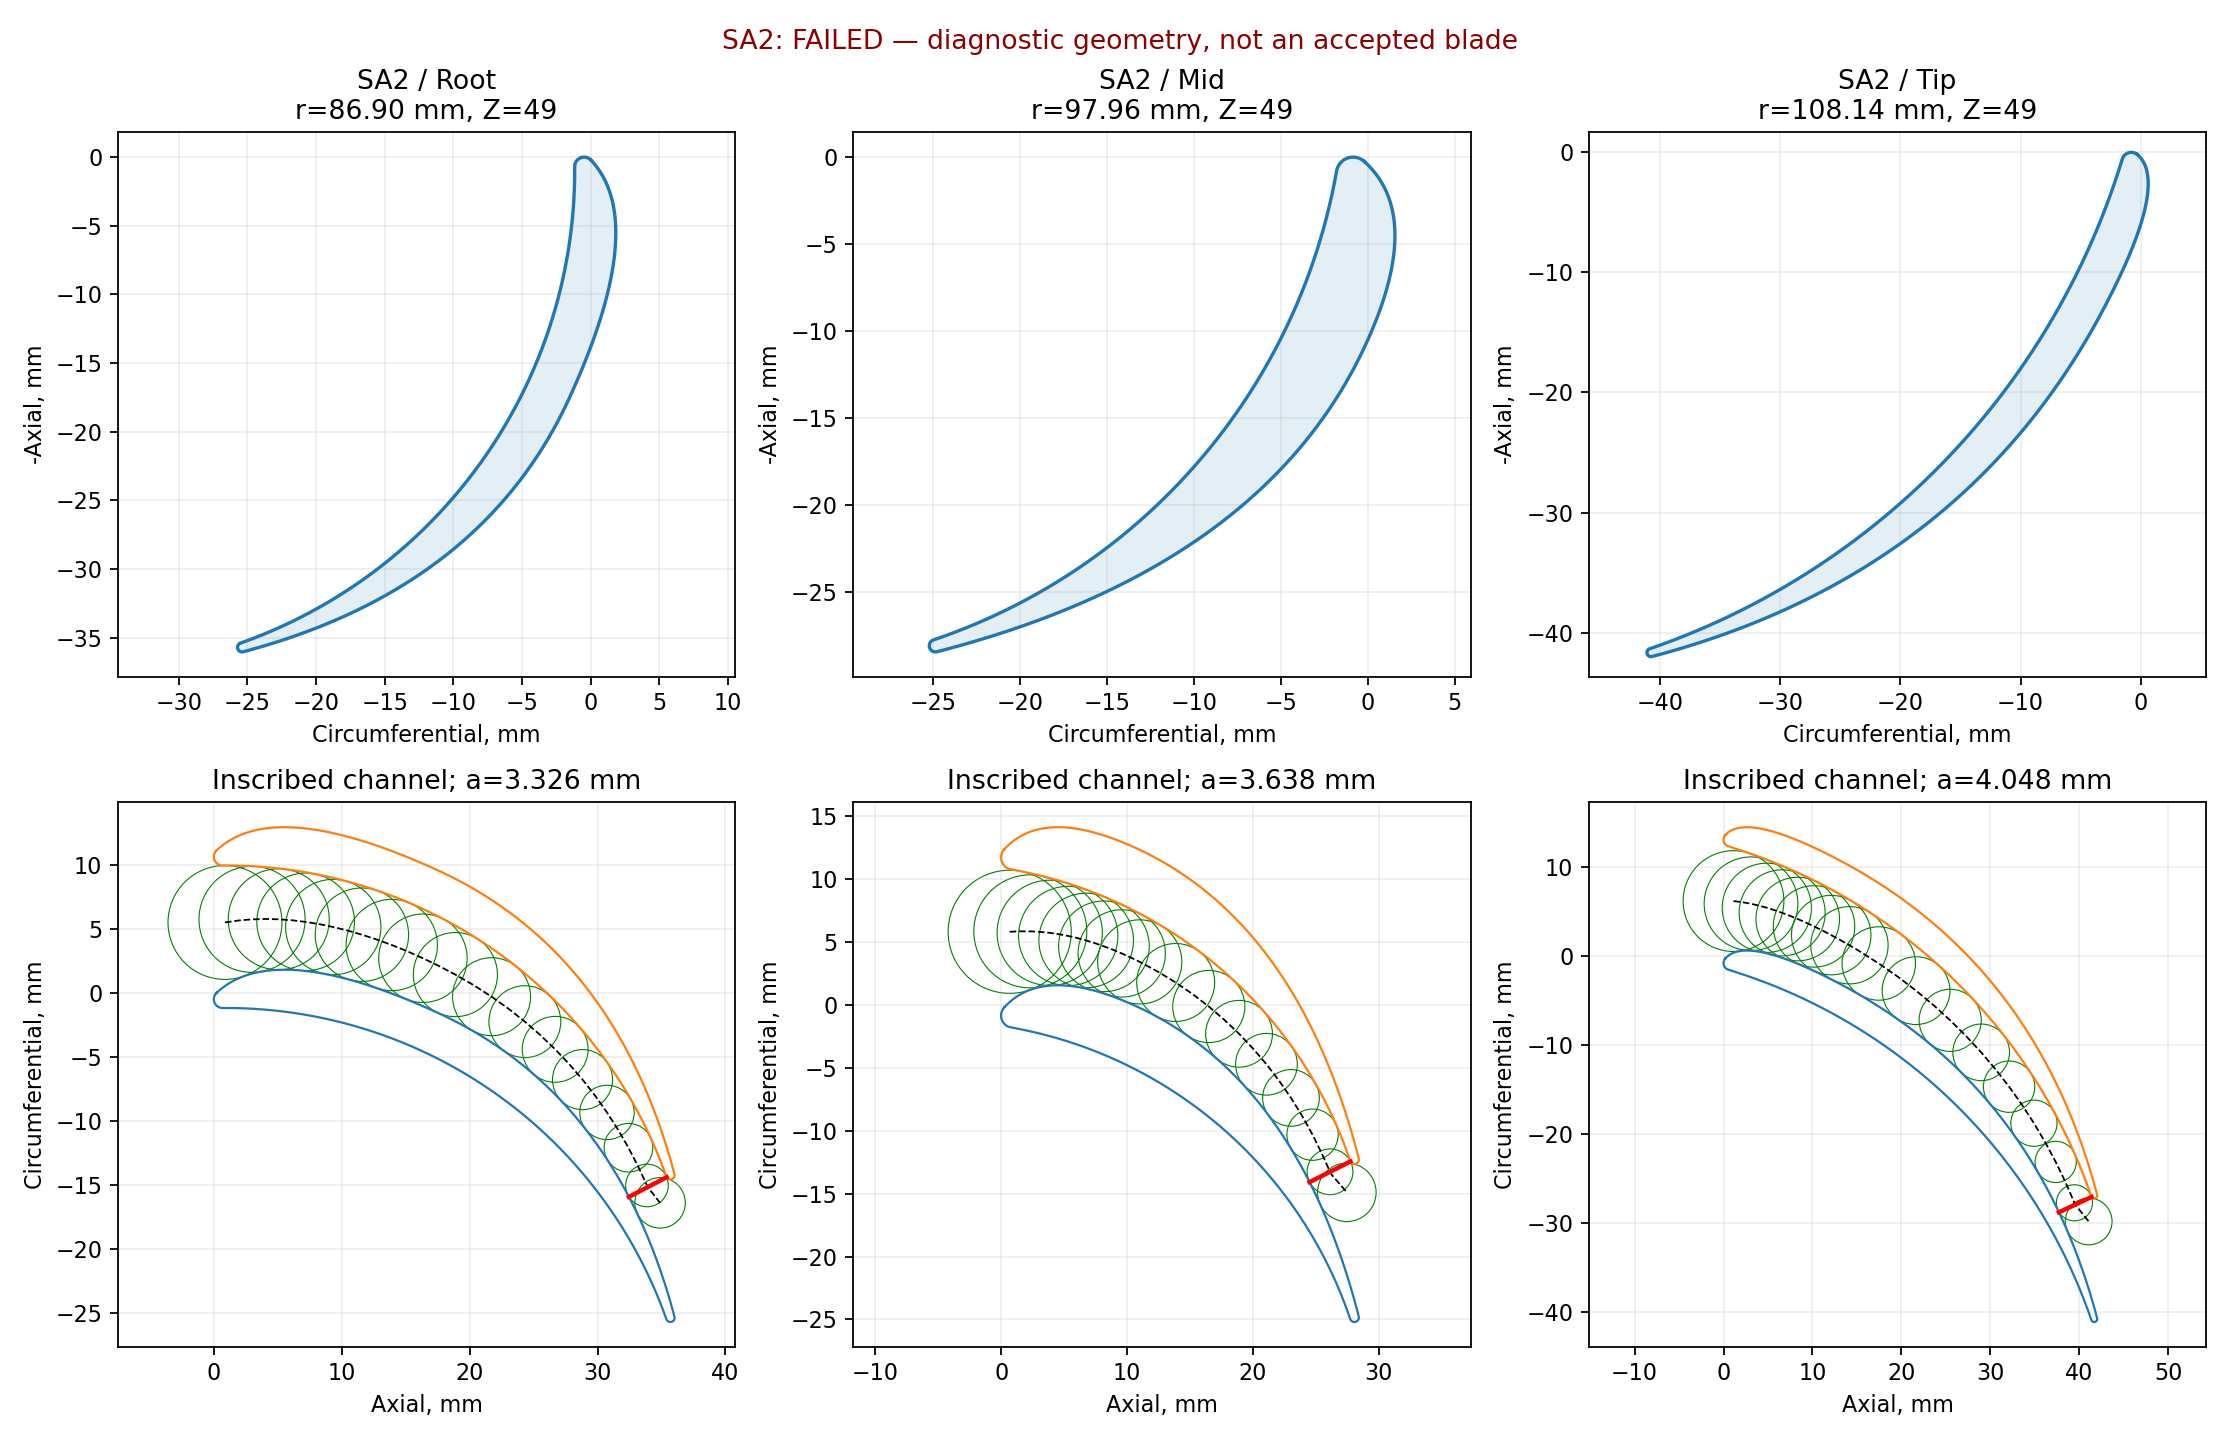 SA2: FAILED — diagnostic geometry, not an accepted blade
SA2 / Root
r=86.90 mm, Z=49
0
−5
−10
−15
−20
−25
−30
−35
-Axial, mm
−30 −25 −20 −15 −10 −5 0 5 10
Circumferential, mm
SA2 / Mid
r=97.96 mm, Z=49
0
−5
−10
−15
−20
−25
-Axial, mm
−25 −20 −15 −10 −5 0 5
Circumferential, mm
SA2 / Tip
r=108.14 mm, Z=49
0
−10
−20
−30
−40
-Axial, mm
−40 −30 −20 −10 0
Circumferential, mm
Inscribed channel; a=3.326 mm
10
5
0
−5
−10
−15
−20
−25
Circumferential, mm
0 10 20 30 40
Axial, mm
Inscribed channel; a=3.638 mm
15
10
5
0
−5
−10
−15
−20
−25
Circumferential, mm
−10 0 10 20 30
Axial, mm
Inscribed channel; a=4.048 mm
10
0
−10
−20
−30
−40
Circumferential, mm
−10 0 10 20 30 40 50
Axial, mm